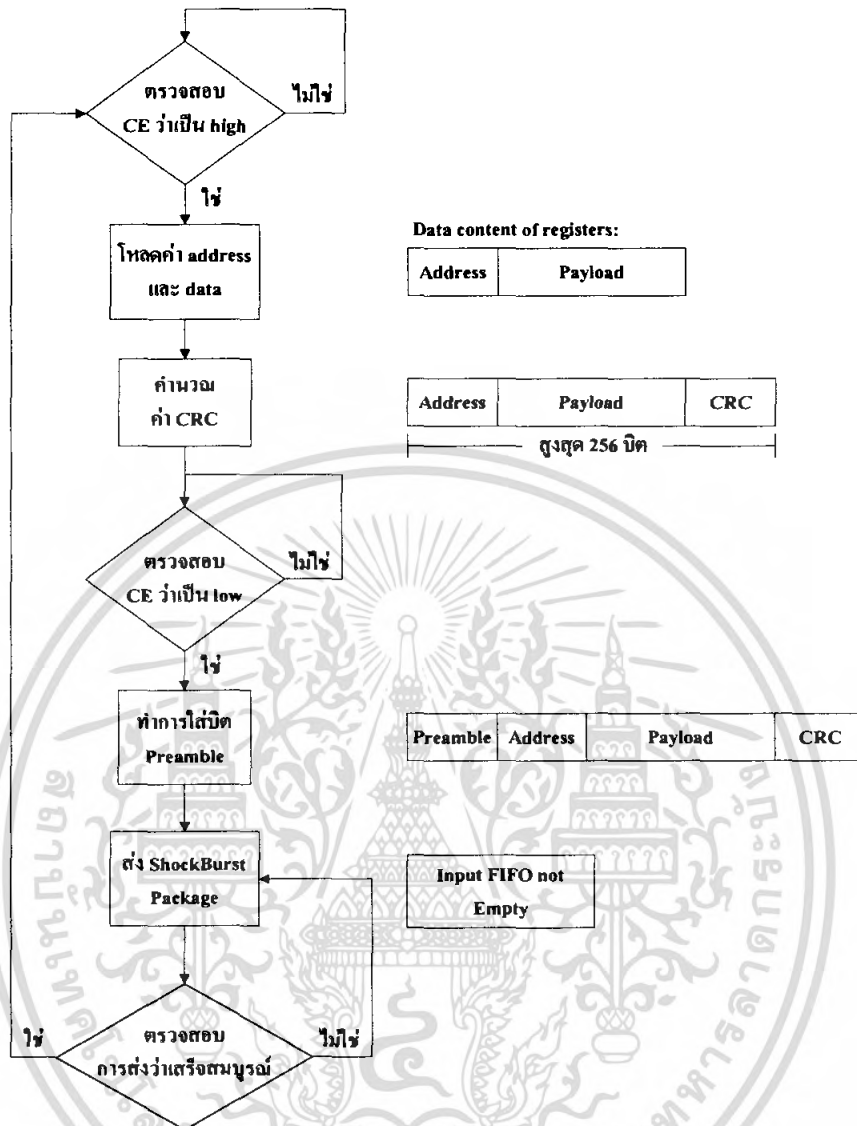 ตรวจสอบ
CE ว่าเป็น high
ไม่ใช่
ใช่
โหลดค่า address
และ data
Data content of registers:
Address Payload
คำนวณ
ค่า CRC
Address Payload CRC
สูงสุด 256 บิต
ตรวจสอบ
CE ว่าเป็น low
ไม่ใช่
ใช่
ทำการใส่บิต
Preamble
Preamble Address Payload CRC
ส่ง ShockBurst
Package
Input FIFO not
Empty
ตรวจสอบ
การส่งว่าเสร็จสมบูรณ์
ใช่
ไม่ใช่